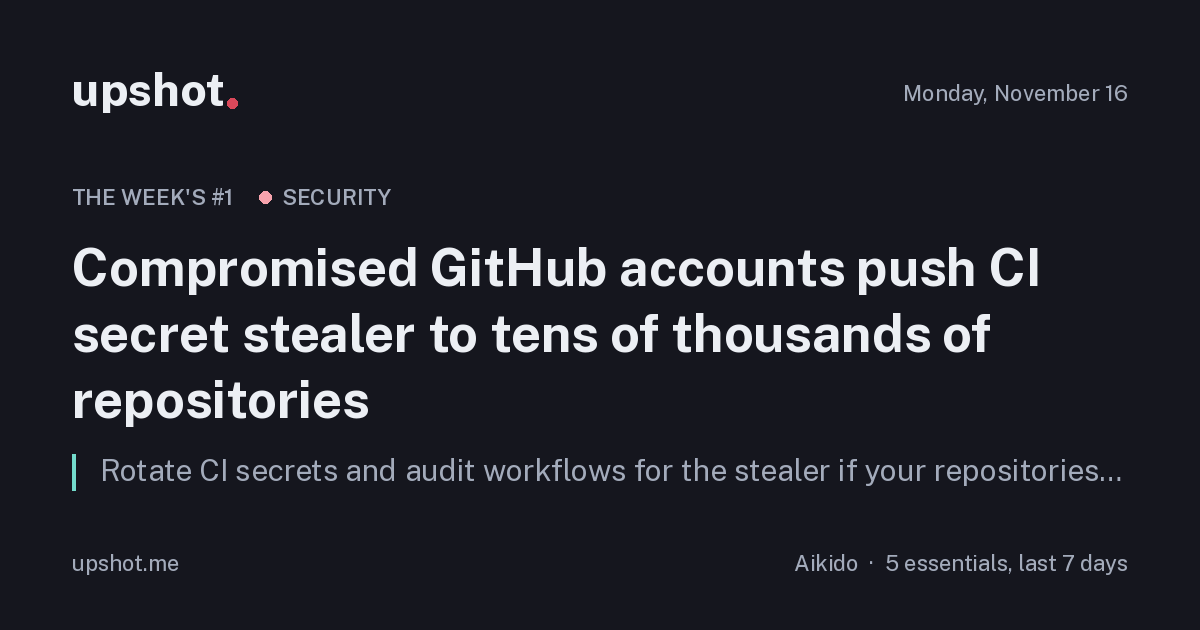 upshot.
Monday, November 16
THE WEEK'S #1 SECURITY
Compromised GitHub accounts push CI
secret stealer to tens of thousands of
repositories
Rotate CI secrets and audit workflows for the stealer if your repositories…
upshot.me
Aikido · 5 essentials, last 7 days